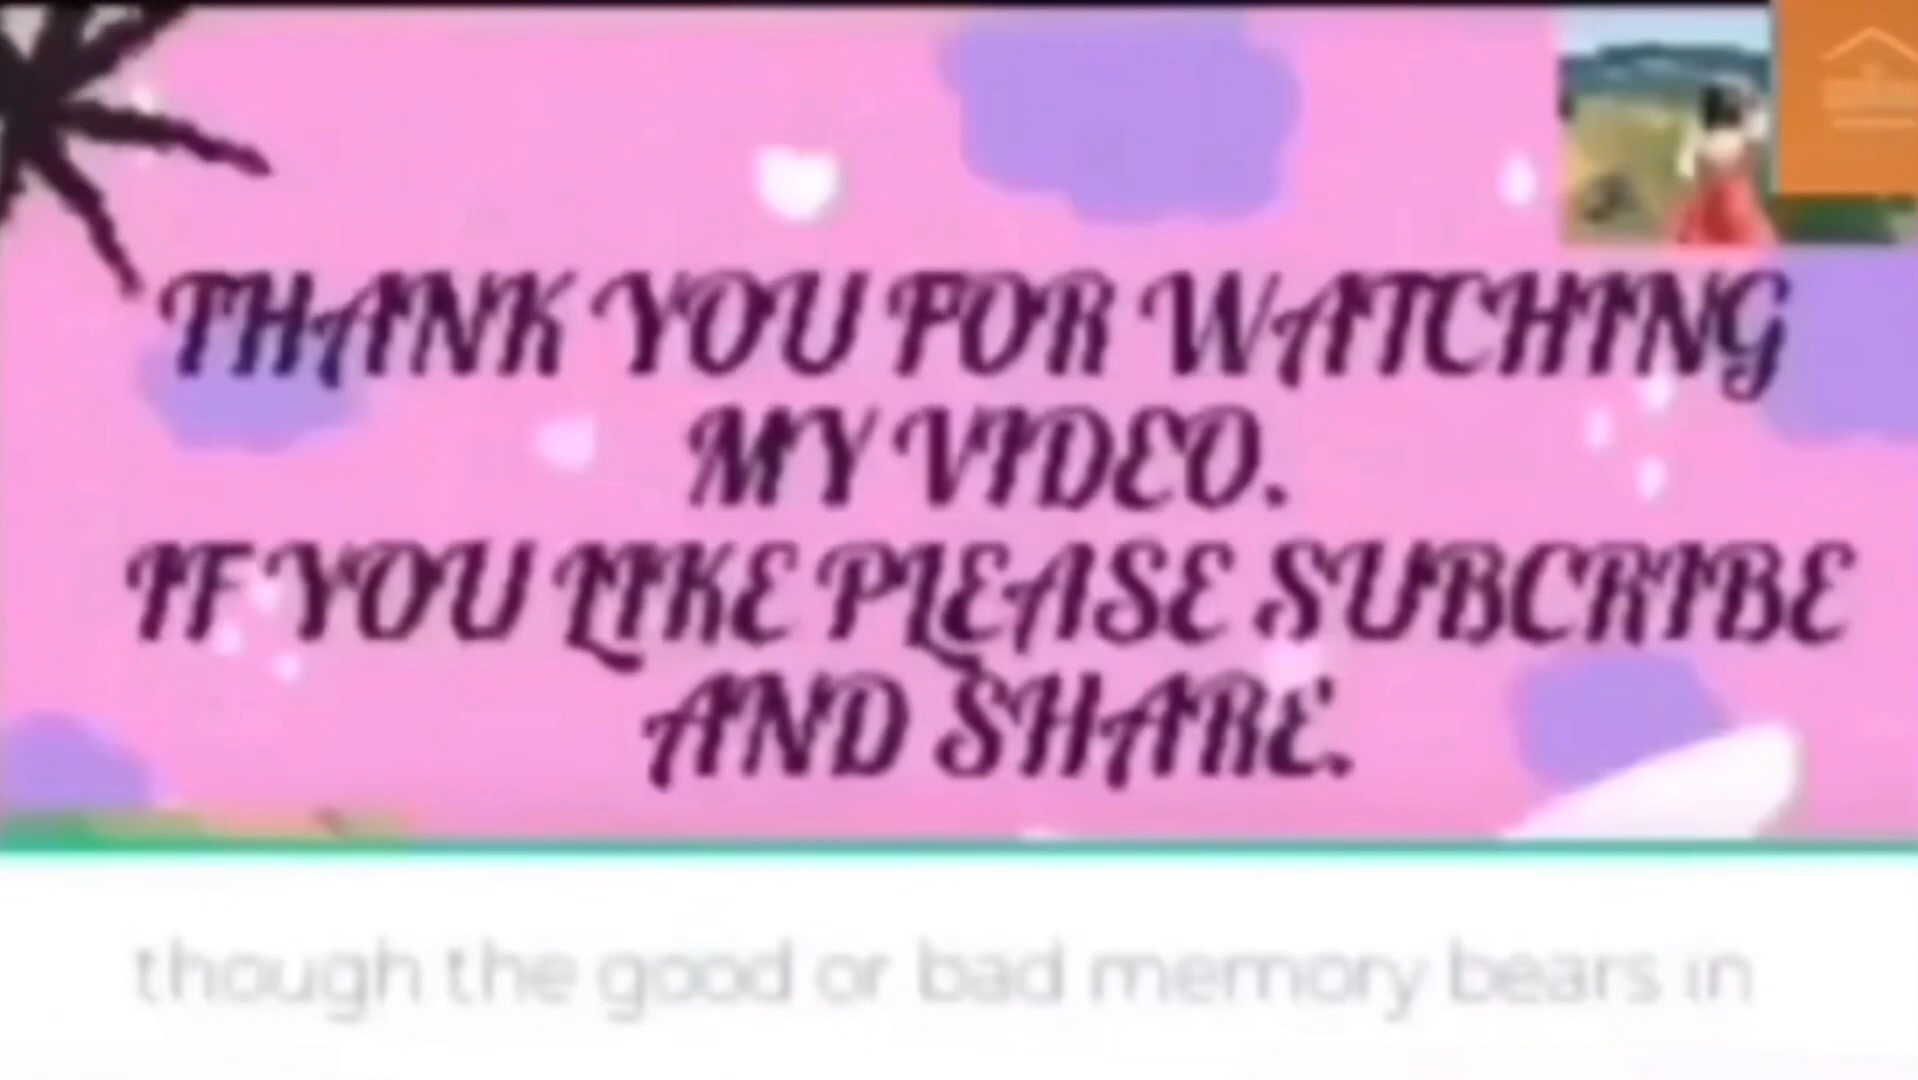 THANK YOU FOR WATCHING
MY VIDEO.
IF YOU LIKE PLEASE SUBCRIBE
AND SHARE.
though the good or bad memory bears in